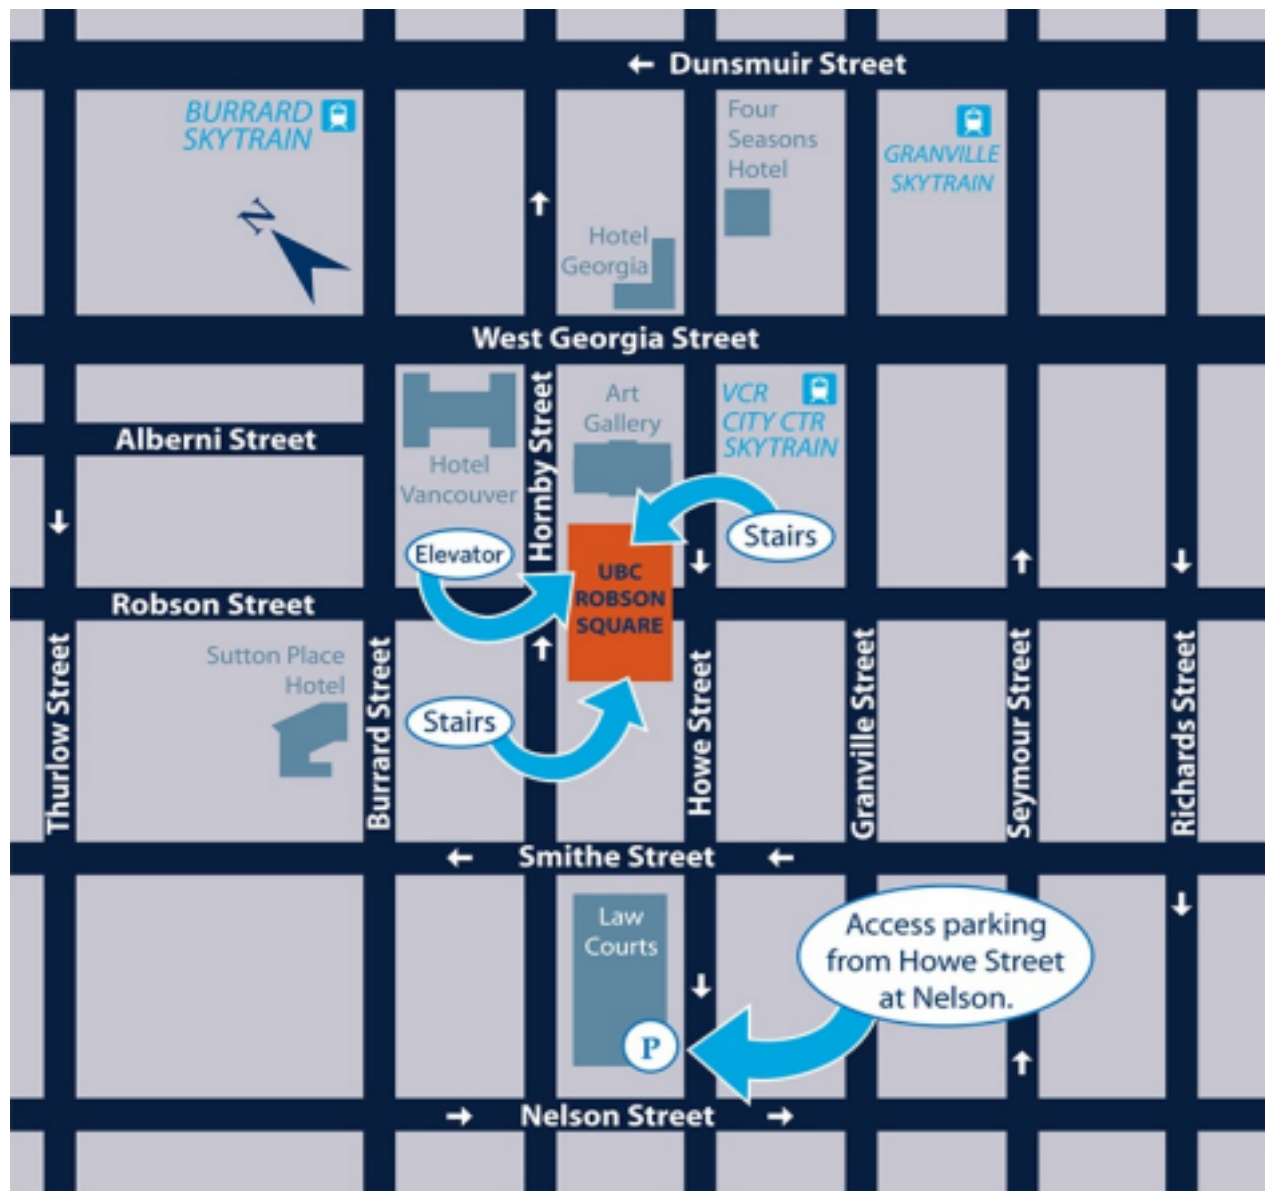 ← Dunsmuir Street
BURRARD
SKYTRAIN
Four
Seasons
Hotel
GRANVILLE
SKYTRAIN
N
Hotel
Georgia
West Georgia Street
Alberni Street
Hotel
Vancouver
Hornby Street
Art
Gallery
VCR
CITY CTR
SKYTRAIN
Elevator
Stairs
UBC
ROBSON
SQUARE
Robson Street
Sutton Place
Hotel
Stairs
Thurlow Street
Burrard Street
Howe Street
Granville Street
Seymour Street
Richards Street
← Smithe Street ←
Law
Courts
P
Access parking
from Howe Street
at Nelson.
→ Nelson Street →